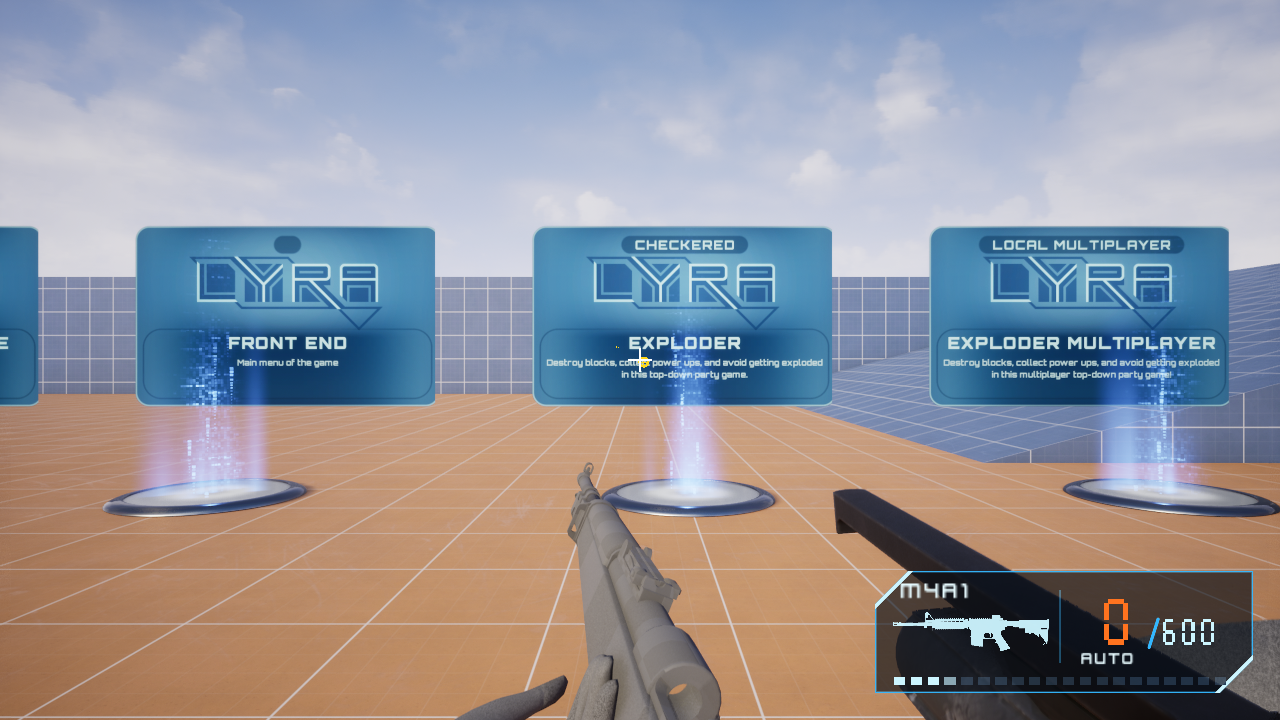 E
LYRA
FRONT END
Main menu of the game
CHECKERED
LYRA
EXPLODER
Destroy blocks, collect power ups, and avoid getting exploded
in this top-down party game.
LOCAL MULTIPLAYER
LYRA
EXPLODER MULTIPLAYER
Destroy blocks, collect power ups, and avoid getting exploded
in this multiplayer top-down party game!
M4A1
0 /600
AUTO